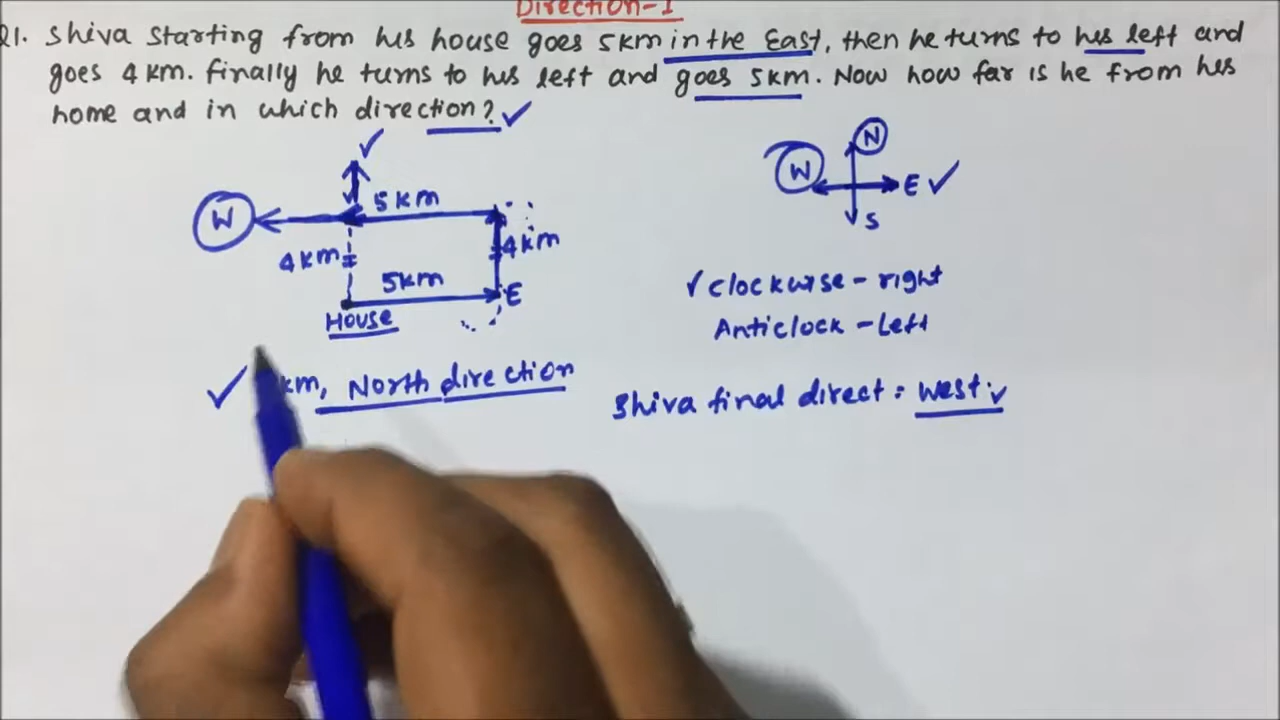 Direction-1
Q1. Shiva starting from his house goes 5km in the East, then he turns to his left and
goes 4 km. finally he turns to his left and goes 5km. Now how far is he from his
home and in which direction?
N
W
E
S
5km
W
4km
4km
5km
E
House
clockwise - right
Anticlock - Left
km, North direction
Shiva final direct : west